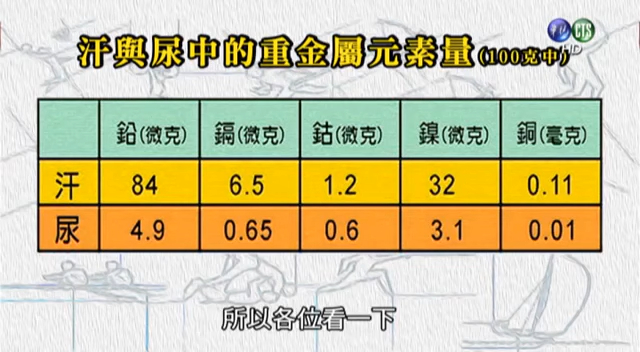 CTS
HD
汗與尿中的重金屬元素量(100克中)
鉛(微克) 鎘(微克) 鈷(微克) 鎳(微克) 銅(毫克)
汗 84 6.5 1.2 32 0.11
尿 4.9 0.65 0.6 3.1 0.01
所以各位看一下